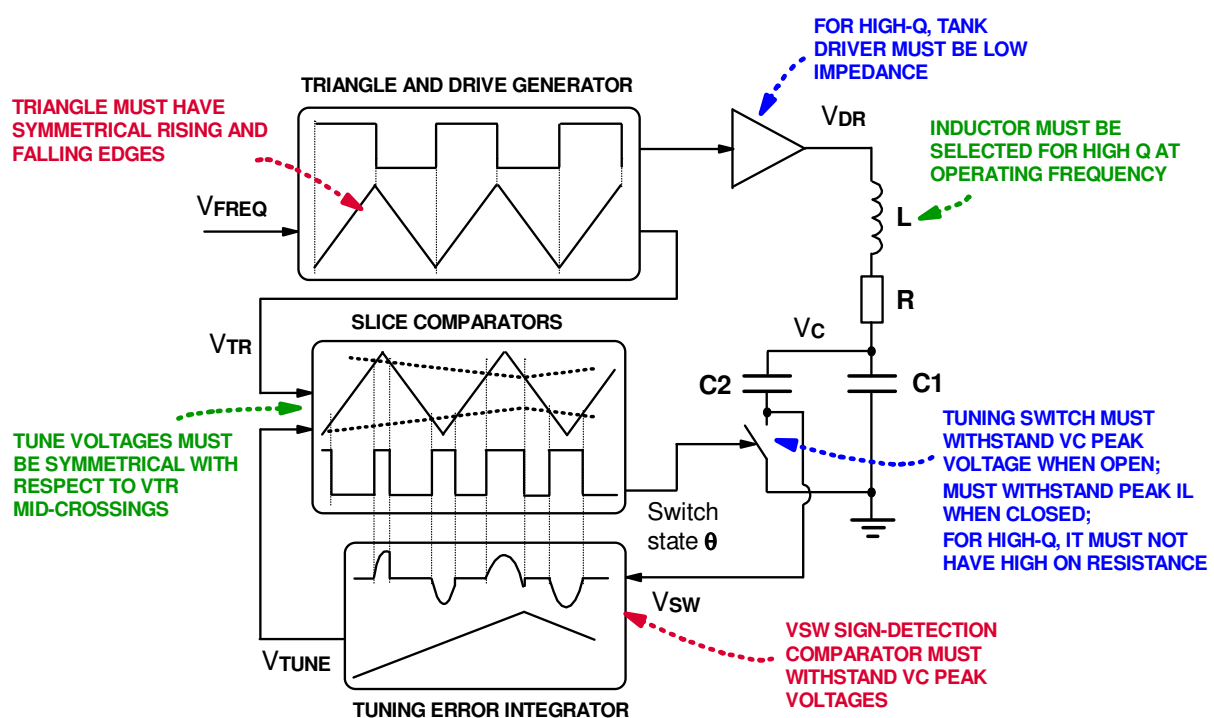 FOR HIGH-Q, TANK
DRIVER MUST BE LOW
IMPEDANCE
TRIANGLE AND DRIVE GENERATOR
TRIANGLE MUST HAVE
SYMMETRICAL RISING AND
FALLING EDGES
VDR
INDUCTOR MUST BE
SELECTED FOR HIGH Q AT
OPERATING FREQUENCY
VFREQ
L
R
SLICE COMPARATORS
VC
VTR
C2
C1
TUNE VOLTAGES MUST
BE SYMMETRICAL WITH
RESPECT TO VTR
MID-CROSSINGS
TUNING SWITCH MUST
WITHSTAND VC PEAK
VOLTAGE WHEN OPEN;
MUST WITHSTAND PEAK IL
WHEN CLOSED;
FOR HIGH-Q, IT MUST NOT
HAVE HIGH ON RESISTANCE
Switch
state θ
VSW
VTUNE
VSW SIGN-DETECTION
COMPARATOR MUST
WITHSTAND VC PEAK
VOLTAGES
TUNING ERROR INTEGRATOR